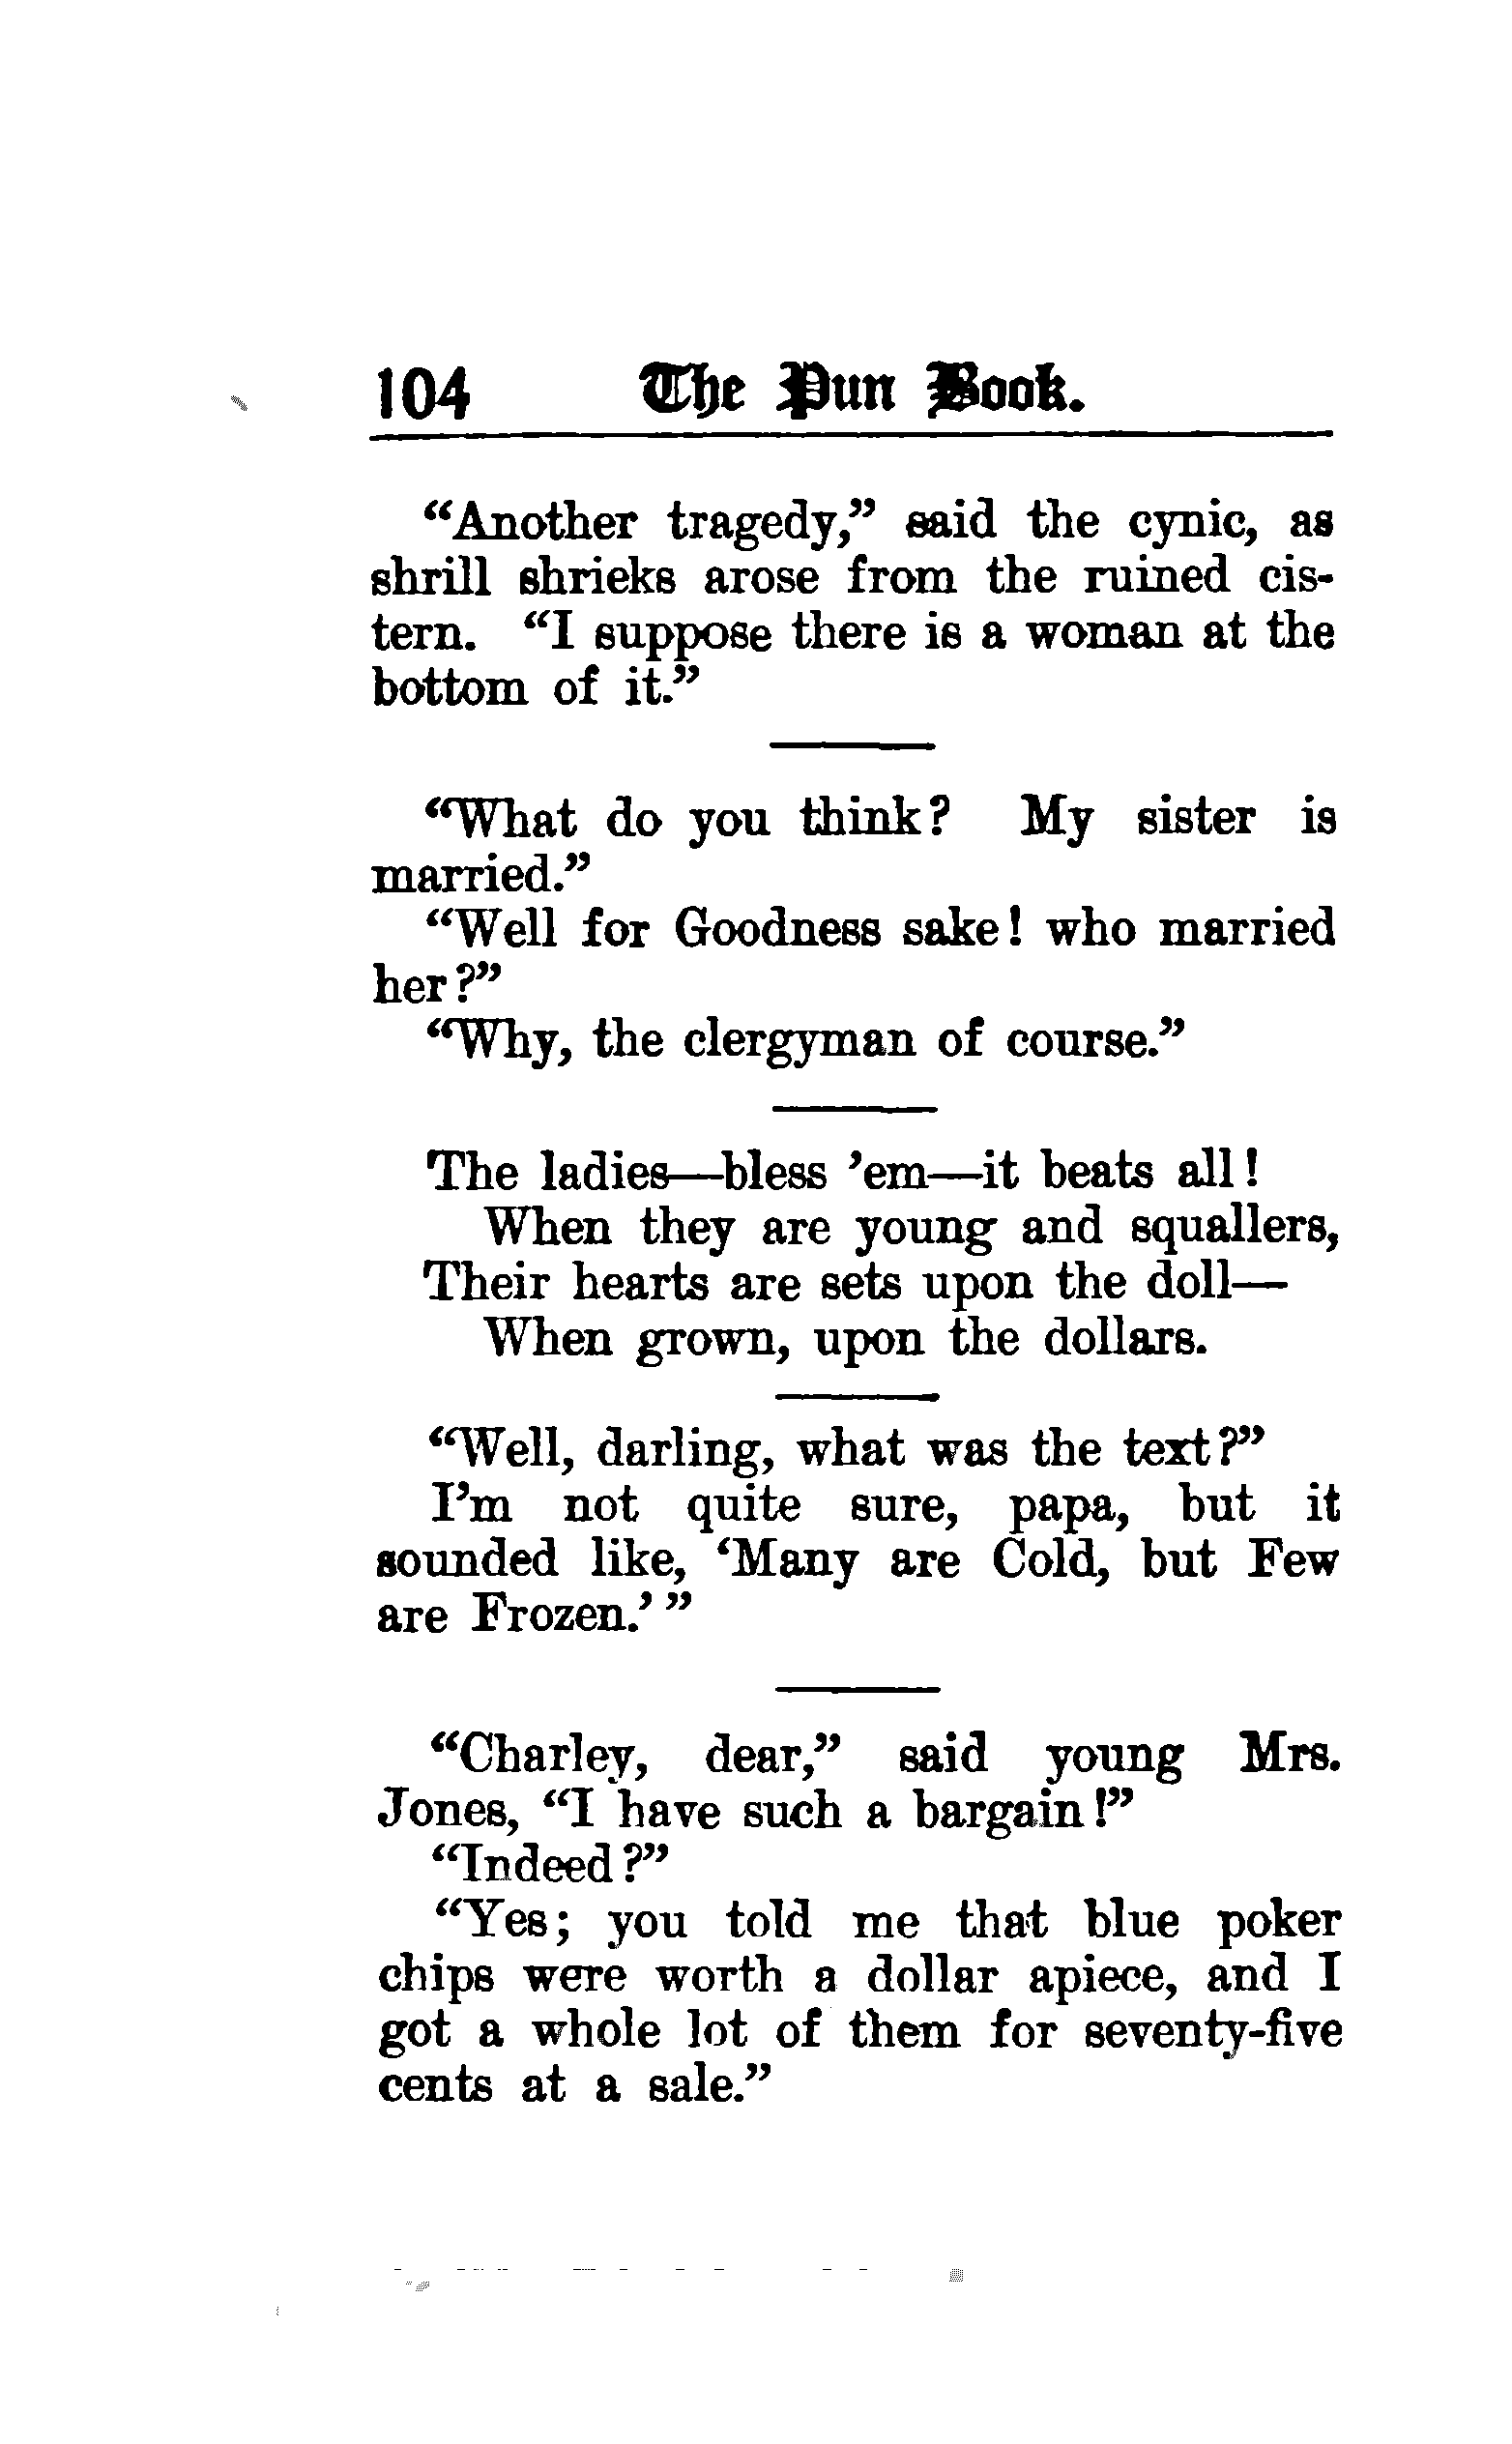 104 The Pun Book.
“Another tragedy,” said the cynic, as
shrill shrieks arose from the ruined cis-
tern. “I suppose there is a woman at the
bottom of it.”
“What do you think? My sister is
married.”
“Well for Goodness sake! who married
her?”
“Why, the clergyman of course.”
The ladies—bless ’em—it beats all!
When they are young and squallers,
Their hearts are sets upon the doll—
When grown, upon the dollars.
“Well, darling, what was the text?”
I’m not quite sure, papa, but it
sounded like, ‘Many are Cold, but Few
are Frozen.’ ”
“Charley, dear,” said young Mrs.
Jones, “I have such a bargain!”
“Indeed?”
“Yes; you told me that blue poker
chips were worth a dollar apiece, and I
got a whole lot of them for seventy-five
cents at a sale.”